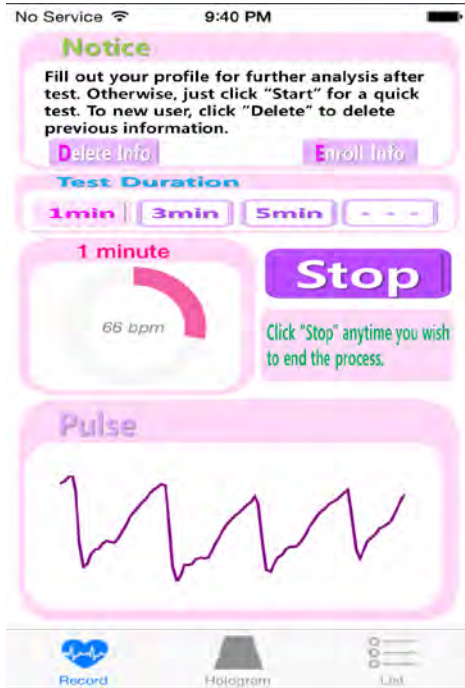 No Service 9:40 PM
Notice
Fill out your profile for further analysis after
test. Otherwise, just click “Start” for a quick
test. To new user, click “Delete” to delete
previous information.
Delete Info Enroll Info
Test Duration
1min 3min 5min - - -
1 minute
66 bpm
Stop
Click "Stop" anytime you wish
to end the process.
Pulse
Record Hologram List